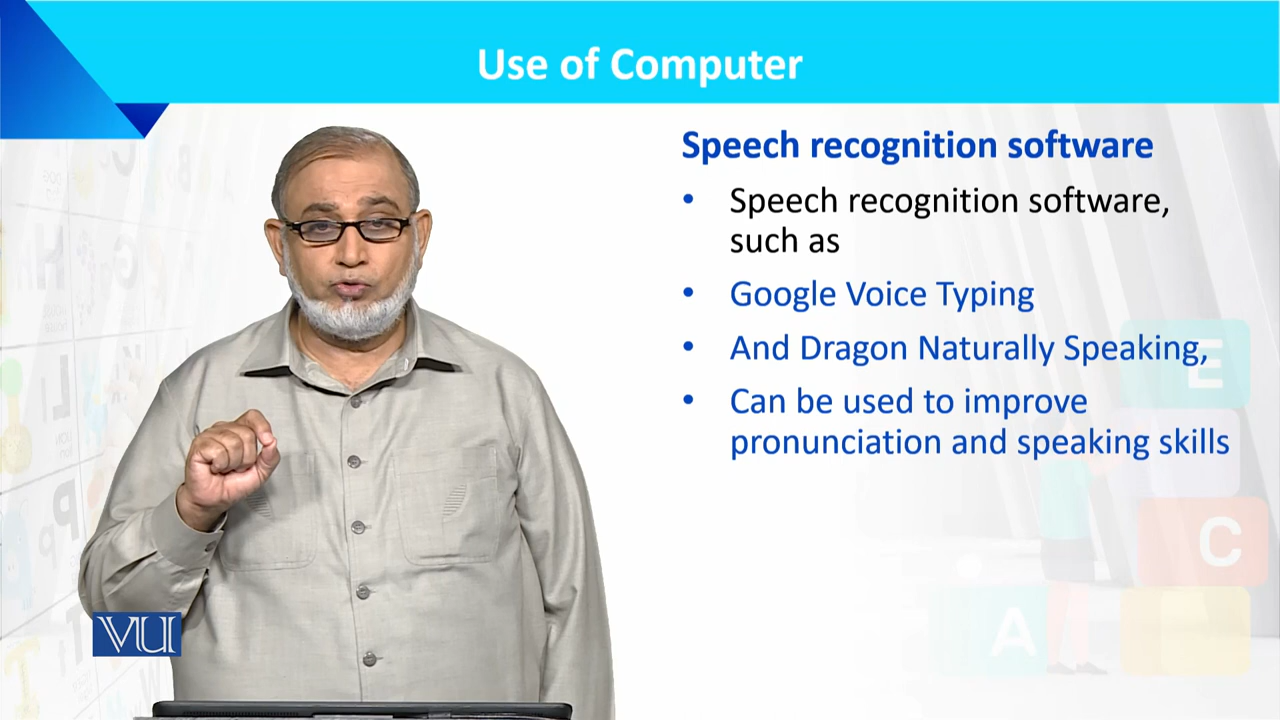 Use of Computer
Speech recognition software
• Speech recognition software,
such as
• Google Voice Typing
• And Dragon Naturally Speaking,
• Can be used to improve
pronunciation and speaking skills
VU
E
C
A